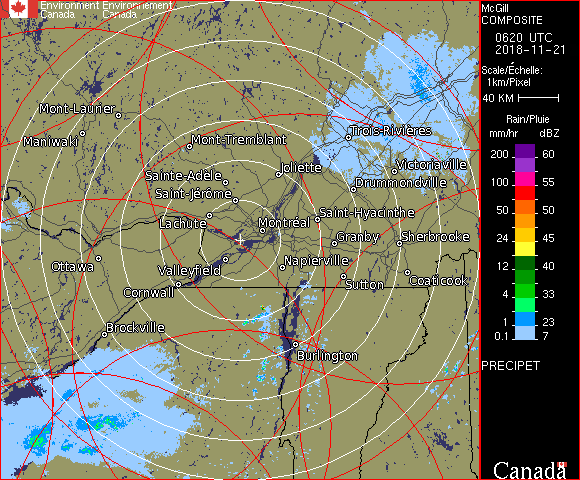 Environment Environnement
Canada Canada
McGill
COMPOSITE
0620 UTC
2018-11-21
Scale/Échelle:
1km/Pixel
40 KM
Rain/Pluie
mm/hr dBZ
200 60
100 55
50 50
24 45
12 40
4 33
1 23
0.1 7
PRECIPET
Canada
Mont-Laurier
Maniwaki
Mont-Tremblant
Trois-Rivières
Joliette
Victoriaville
Sainte-Adèle
Drummondville
Saint-Jérôme
Lachute
Saint-Hyacinthe
Montréal
Granby
Sherbrooke
Ottawa
Valleyfield
Napierville
Cornwall
Sutton
Coaticook
Brockville
Burlington